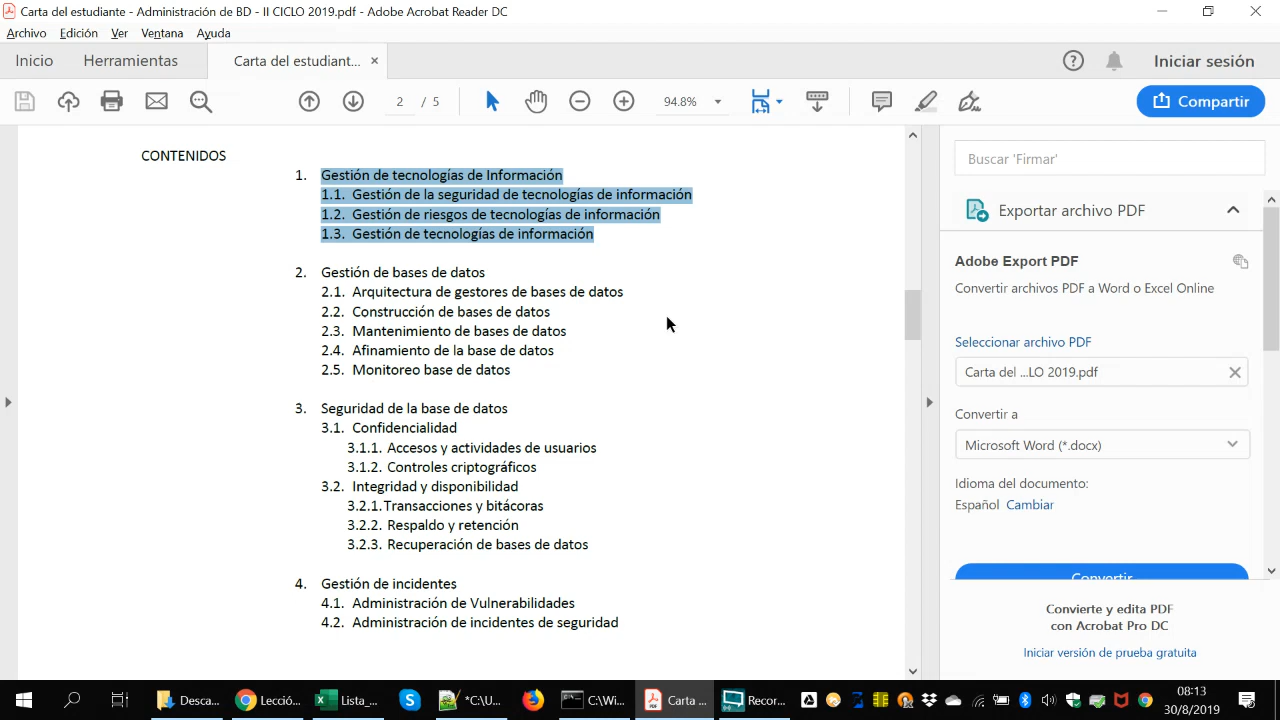 Carta del estudiante - Administración de BD - II CICLO 2019.pdf - Adobe Acrobat Reader DC
Archivo Edición Ver Ventana Ayuda
Inicio Herramientas Carta del estudiant... × Iniciar sesión
2 / 5 94.8% Compartir
CONTENIDOS
1. Gestión de tecnologías de Información
1.1. Gestión de la seguridad de tecnologías de información
1.2. Gestión de riesgos de tecnologías de información
1.3. Gestión de tecnologías de información
2. Gestión de bases de datos
2.1. Arquitectura de gestores de bases de datos
2.2. Construcción de bases de datos
2.3. Mantenimiento de bases de datos
2.4. Afinamiento de la base de datos
2.5. Monitoreo base de datos
3. Seguridad de la base de datos
3.1. Confidencialidad
3.1.1. Accesos y actividades de usuarios
3.1.2. Controles criptográficos
3.2. Integridad y disponibilidad
3.2.1.Transacciones y bitácoras
3.2.2. Respaldo y retención
3.2.3. Recuperación de bases de datos
4. Gestión de incidentes
4.1. Administración de Vulnerabilidades
4.2. Administración de incidentes de seguridad
Buscar 'Firmar'
Exportar archivo PDF
Adobe Export PDF
Convertir archivos PDF a Word o Excel Online
Seleccionar archivo PDF
Carta del ...LO 2019.pdf
Convertir a
Microsoft Word (*.docx)
Idioma del documento:
Español Cambiar
Convertir
Convierte y edita PDF
con Acrobat Pro DC
Iniciar versión de prueba gratuita
Desca... Lecció... Lista_... *C:\U... C:\Wi... Carta ... Recor...
08:13
30/8/2019